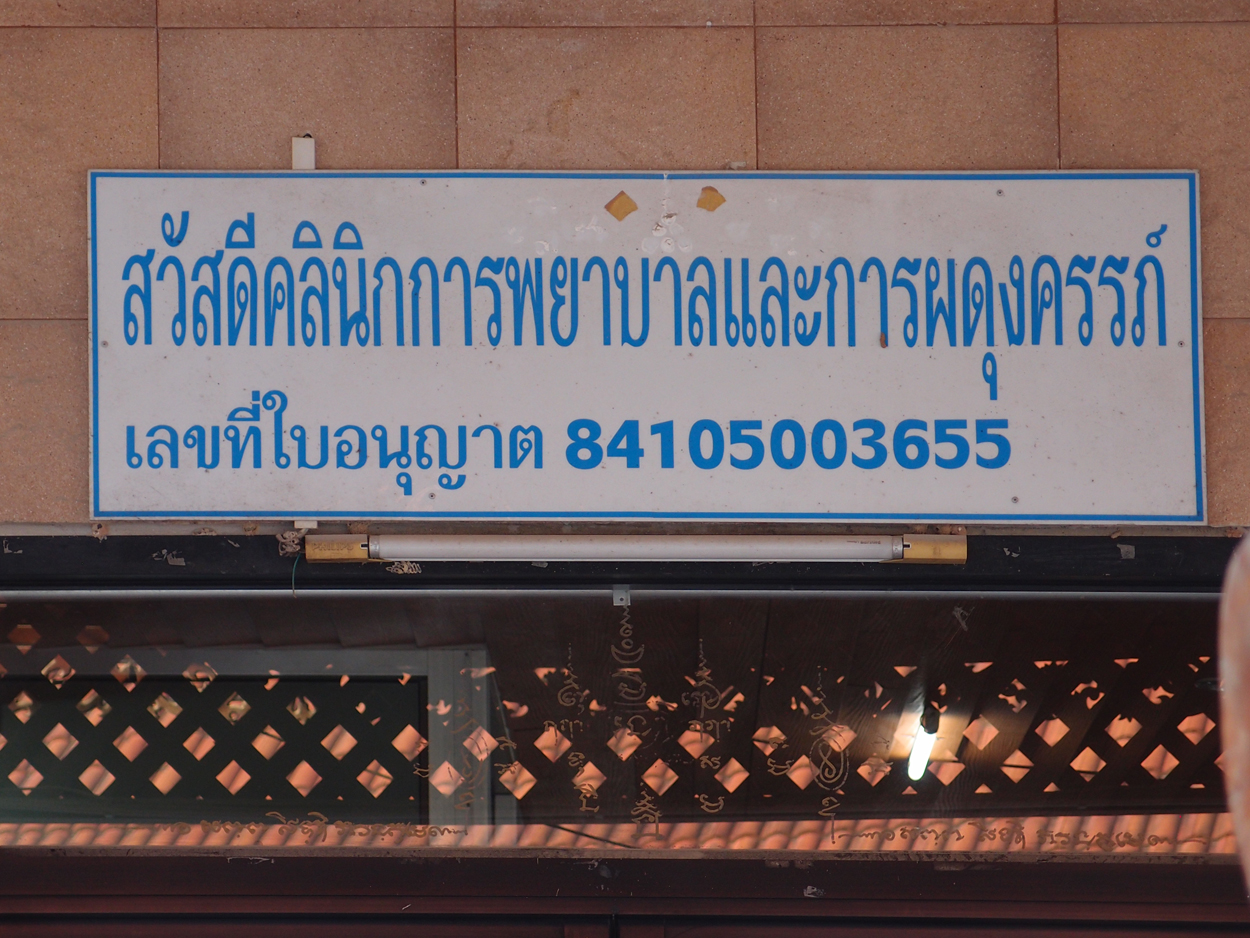 สวัสดีคลินิกการพยาบาลและการผดุงครรภ์
เลขที่ใบอนุญาต 84105003655